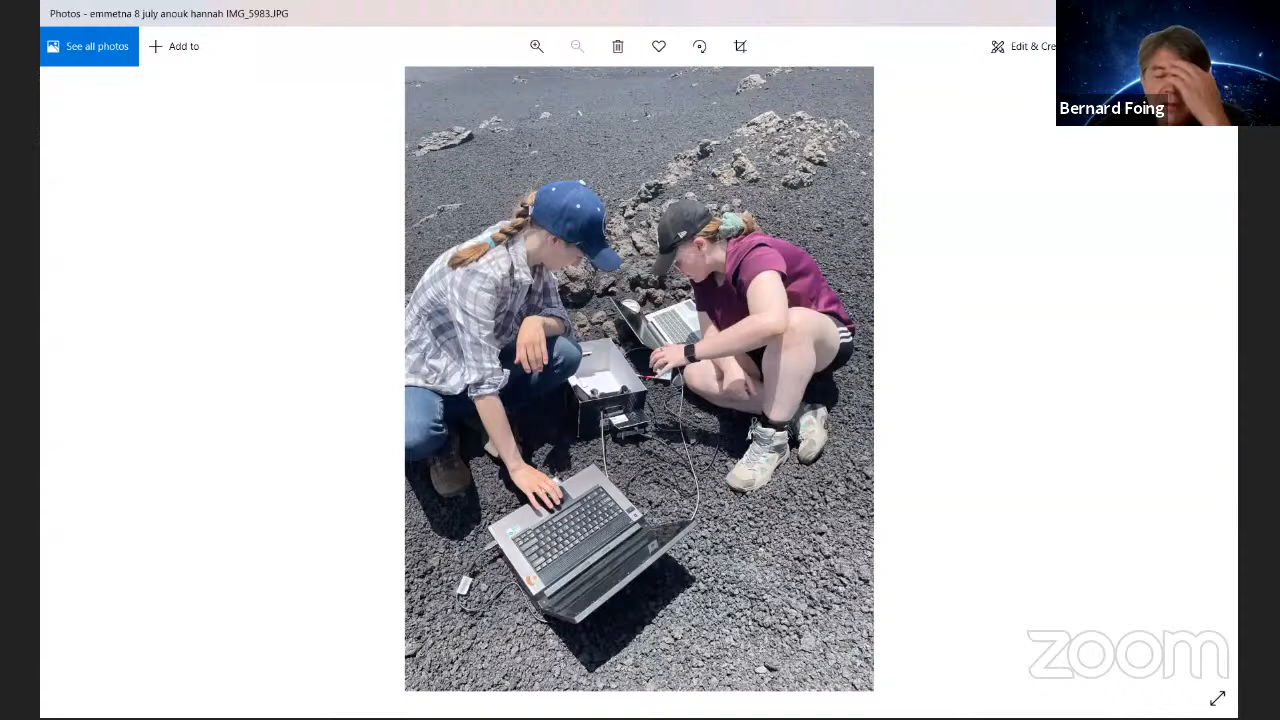 Photos - emmetna 8 july anouk hannah IMG_5983.JPG
See all photos
Add to
Edit & Cre
Bernard Foing
zoom